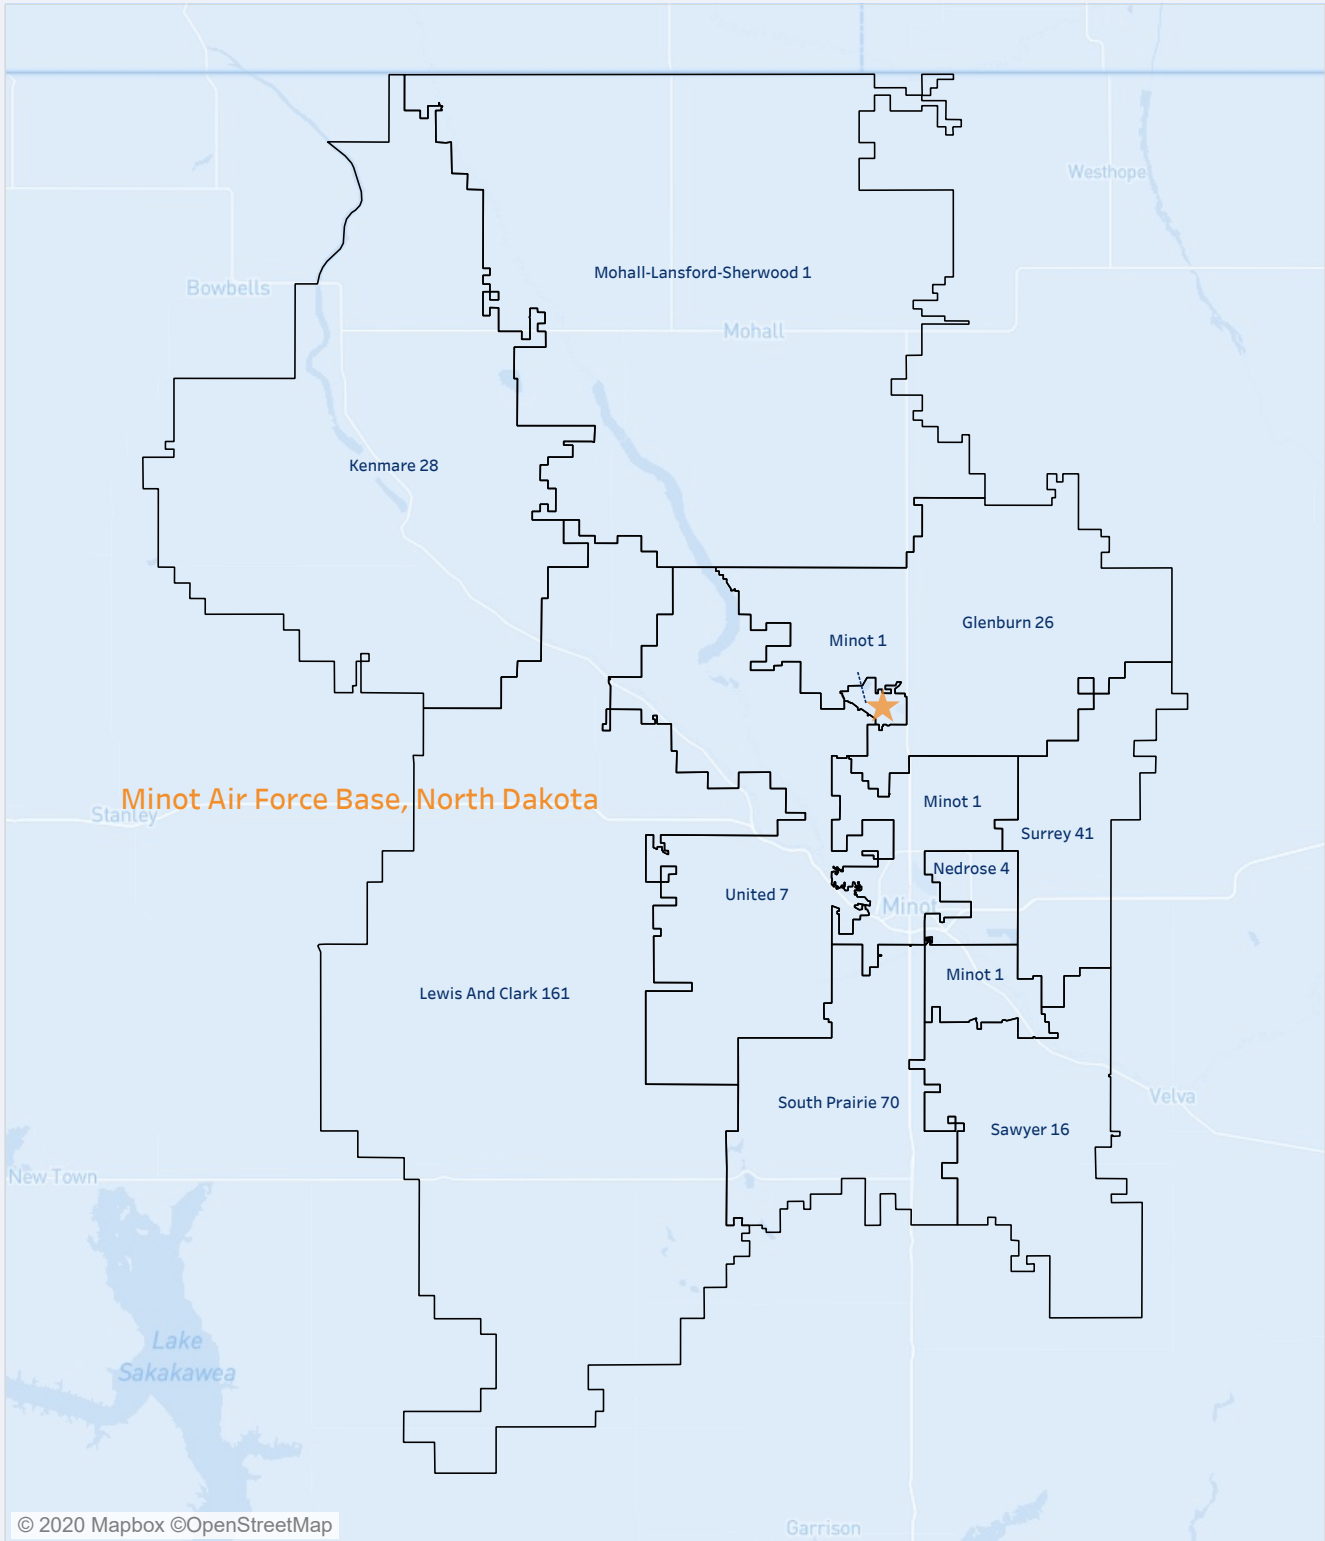 Westhope
Mohall-Lansford-Sherwood 1
Bowbells
Mohall
Kenmare 28
Glenburn 26
Minot 1
Minot Air Force Base, North Dakota
Stanley
Minot 1
Surrey 41
Nedrose 4
United 7
Minot
Minot 1
Lewis And Clark 161
Velva
South Prairie 70
Sawyer 16
New Town
Lake
Sakakawea
© 2020 Mapbox ©OpenStreetMap
Garrison